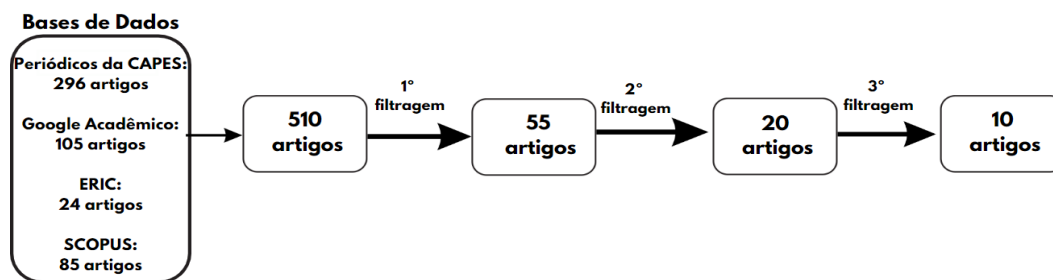 Bases de Dados
Periódicos da CAPES:
296 artigos
Google Acadêmico:
105 artigos
ERIC:
24 artigos
SCOPUS:
85 artigos
510
artigos
1°
filtragem
55
artigos
2°
filtragem
20
artigos
3°
filtragem
10
artigos